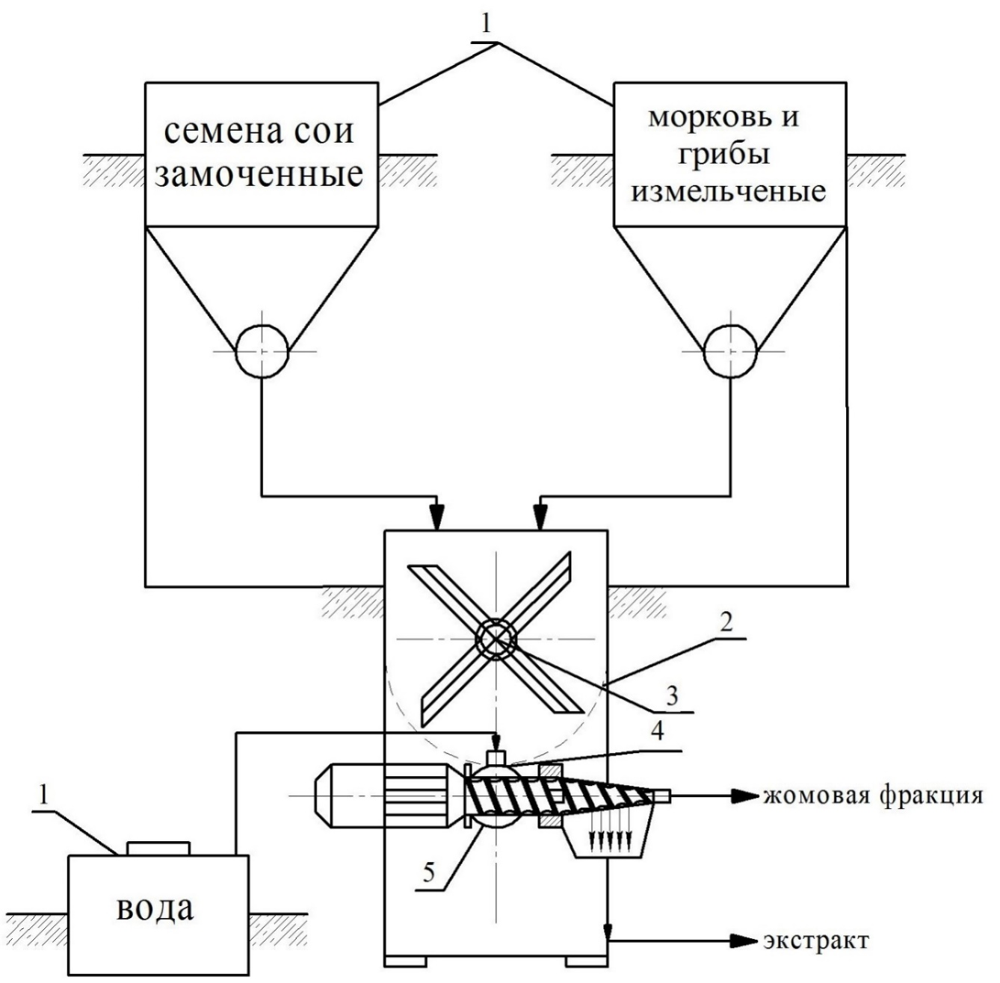 1
семена сои
замоченные
морковь и
грибы
измельченые
2
3
4
1
жомовая фракция
5
вода
экстракт